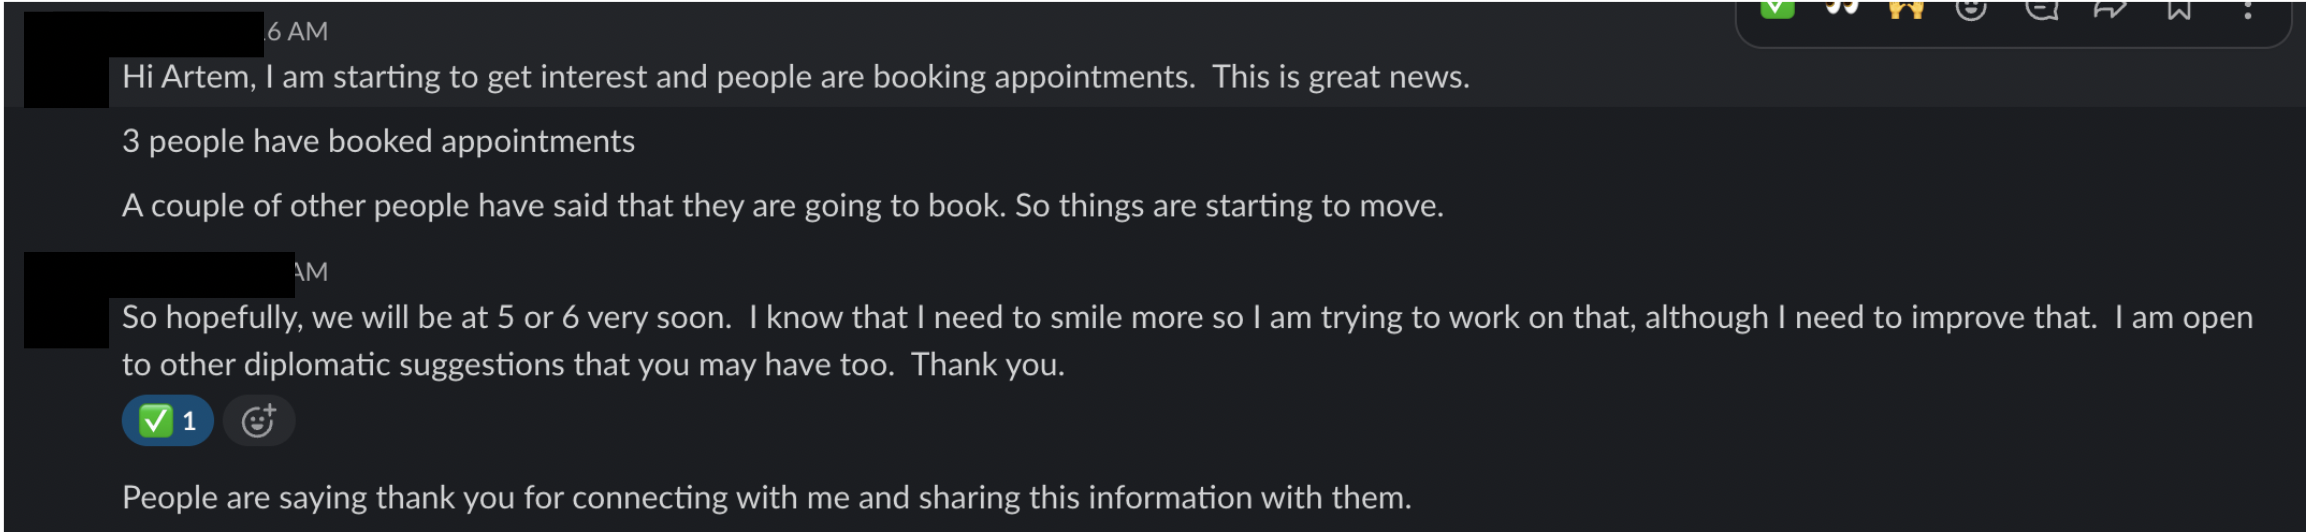 6 AM
Hi Artem, I am starting to get interest and people are booking appointments.  This is great news.
3 people have booked appointments
A couple of other people have said that they are going to book. So things are starting to move.
AM
So hopefully, we will be at 5 or 6 very soon.  I know that I need to smile more so I am trying to work on that, although I need to improve that.  I am open
to other diplomatic suggestions that you may have too.  Thank you.
1
People are saying thank you for connecting with me and sharing this information with them.